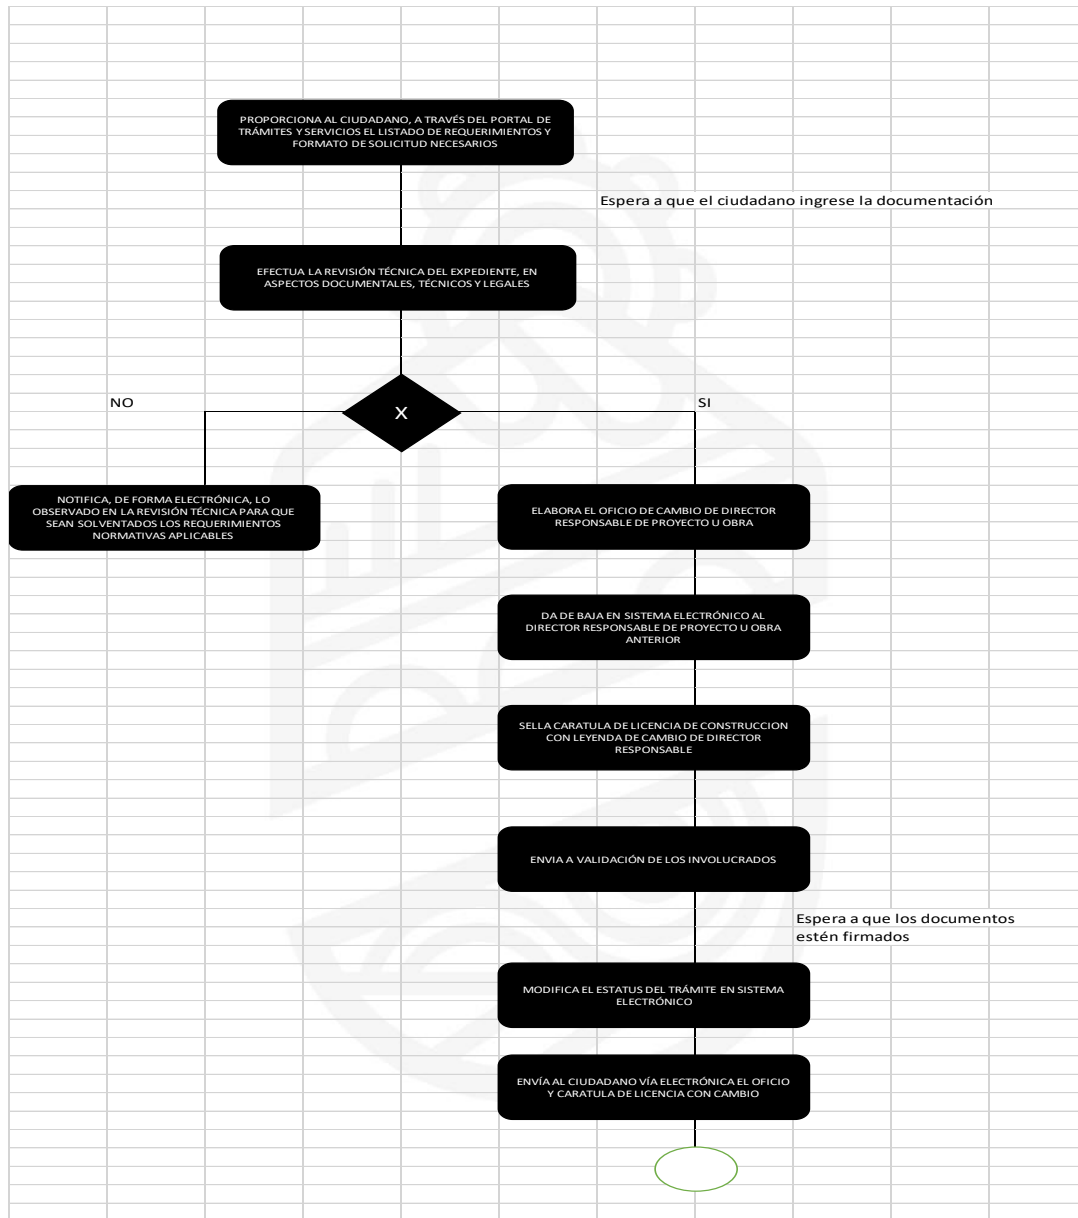 PROPORCIONA AL CIUDADANO, A TRAVÉS DEL PORTAL DE
TRÁMITES Y SERVICIOS EL LISTADO DE REQUERIMIENTOS Y
FORMATO DE SOLICITUD NECESARIOS
Espera a que el ciudadano ingrese la documentación
EFECTUA LA REVISIÓN TÉCNICA DEL EXPEDIENTE, EN
ASPECTOS DOCUMENTALES, TÉCNICOS Y LEGALES
NO
X
SI
NOTIFICA, DE FORMA ELECTRÓNICA, LO
OBSERVADO EN LA REVISIÓN TÉCNICA PARA QUE
SEAN SOLVENTADOS LOS REQUERIMIENTOS
NORMATIVAS APLICABLES
ELABORA EL OFICIO DE CAMBIO DE DIRECTOR
RESPONSABLE DE PROYECTO U OBRA
DA DE BAJA EN SISTEMA ELECTRÓNICO AL
DIRECTOR RESPONSABLE DE PROYECTO U OBRA
ANTERIOR
SELLA CARATULA DE LICENCIA DE CONSTRUCCION
CON LEYENDA DE CAMBIO DE DIRECTOR
RESPONSABLE
ENVIA A VALIDACIÓN DE LOS INVOLUCRADOS
Espera a que los documentos
estén firmados
MODIFICA EL ESTATUS DEL TRÁMITE EN SISTEMA
ELECTRÓNICO
ENVÍA AL CIUDADANO VÍA ELECTRÓNICA EL OFICIO
Y CARATULA DE LICENCIA CON CAMBIO